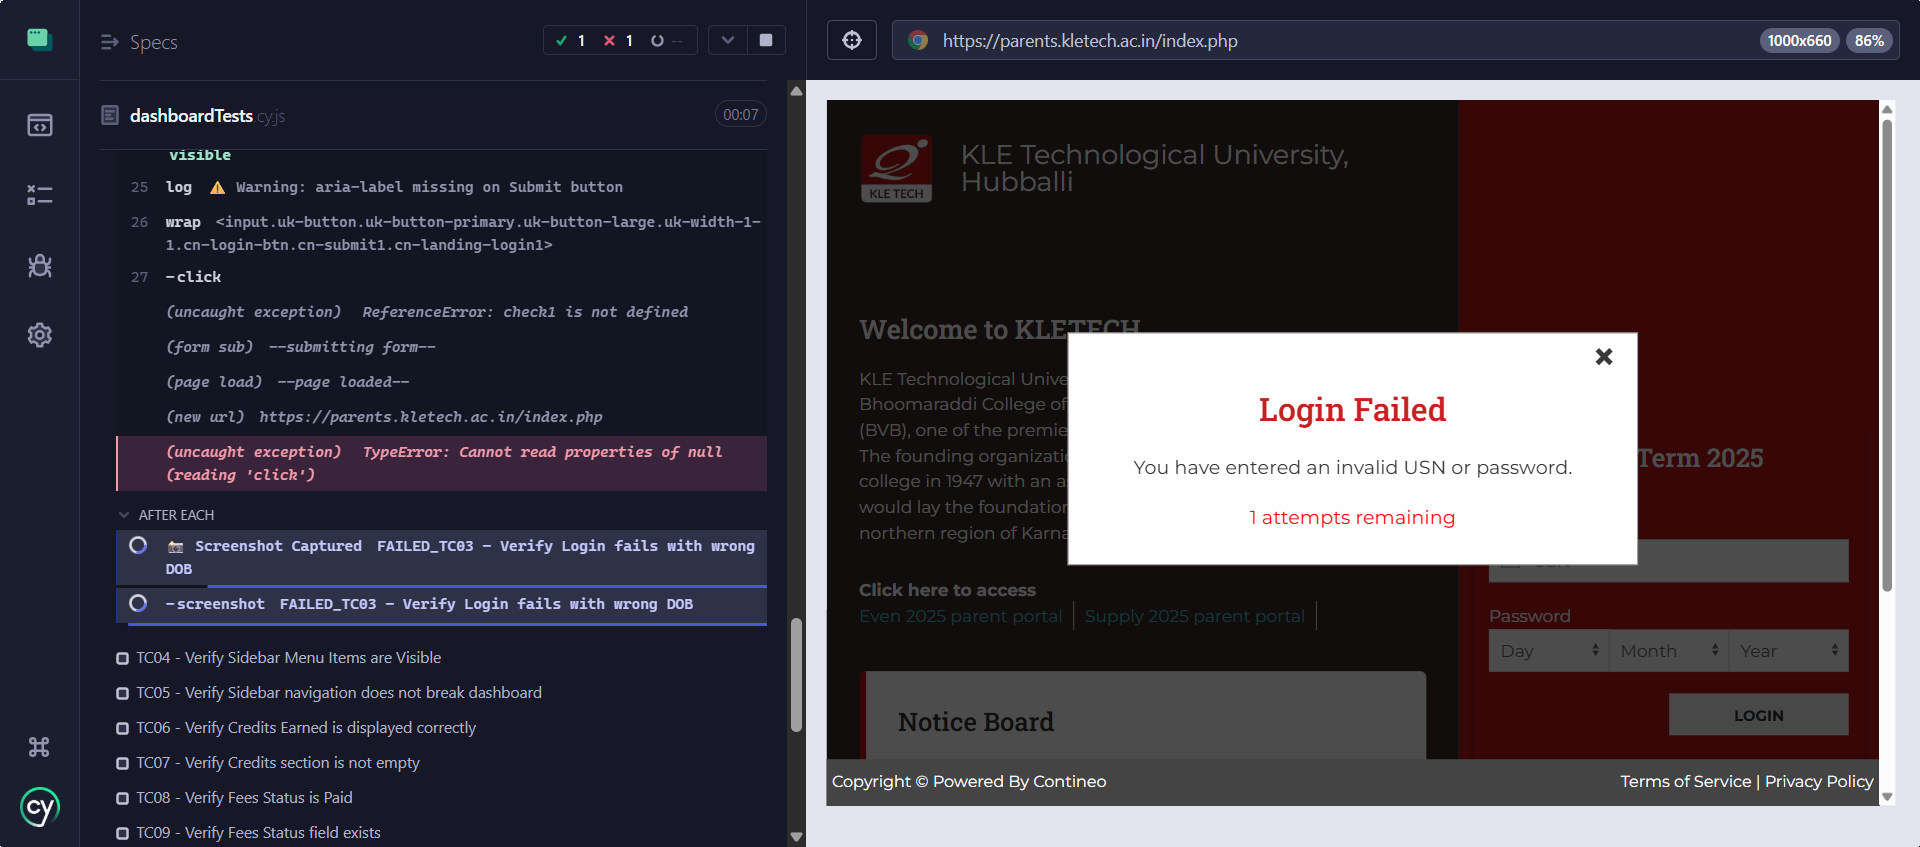 Specs
1
1
--
dashboardTests.cy.js
00:07
visible
25 log ⚠ Warning: aria-label missing on Submit button
26 wrap <input.uk-button.uk-button-primary.uk-button-large.uk-width-1-
1.cn-login-btn.cn-submit1.cn-landing-login1>
27 -click
(uncaught exception) ReferenceError: check1 is not defined
(form sub) --submitting form--
(page load) --page loaded--
(new url) https://parents.kletech.ac.in/index.php
(uncaught exception) TypeError: Cannot read properties of null
(reading 'click')
AFTER EACH
📸 Screenshot Captured FAILED_TC03 - Verify Login fails with wrong
DOB
-screenshot FAILED_TC03 - Verify Login fails with wrong DOB
TC04 - Verify Sidebar Menu Items are Visible
TC05 - Verify Sidebar navigation does not break dashboard
TC06 - Verify Credits Earned is displayed correctly
TC07 - Verify Credits section is not empty
TC08 - Verify Fees Status is Paid
TC09 - Verify Fees Status field exists
cy
https://parents.kletech.ac.in/index.php
1000x660
86%
KLE TECH
KLE Technological University,
Hubballi
Welcome to KLETECH
KLE Technological
Bhoomaraddi College of
(BVB), one of the
The founding
college in 1947 with an
would lay the foundation
northern region of
Click here to access
Even 2025 parent portal
Supply 2025 parent portal
Notice Board
Login Failed
You have entered an invalid USN or password.
1 attempts remaining
Term 2025
Password
Day
Month
Year
LOGIN
Copyright © Powered By Contineo
Terms of Service | Privacy Policy